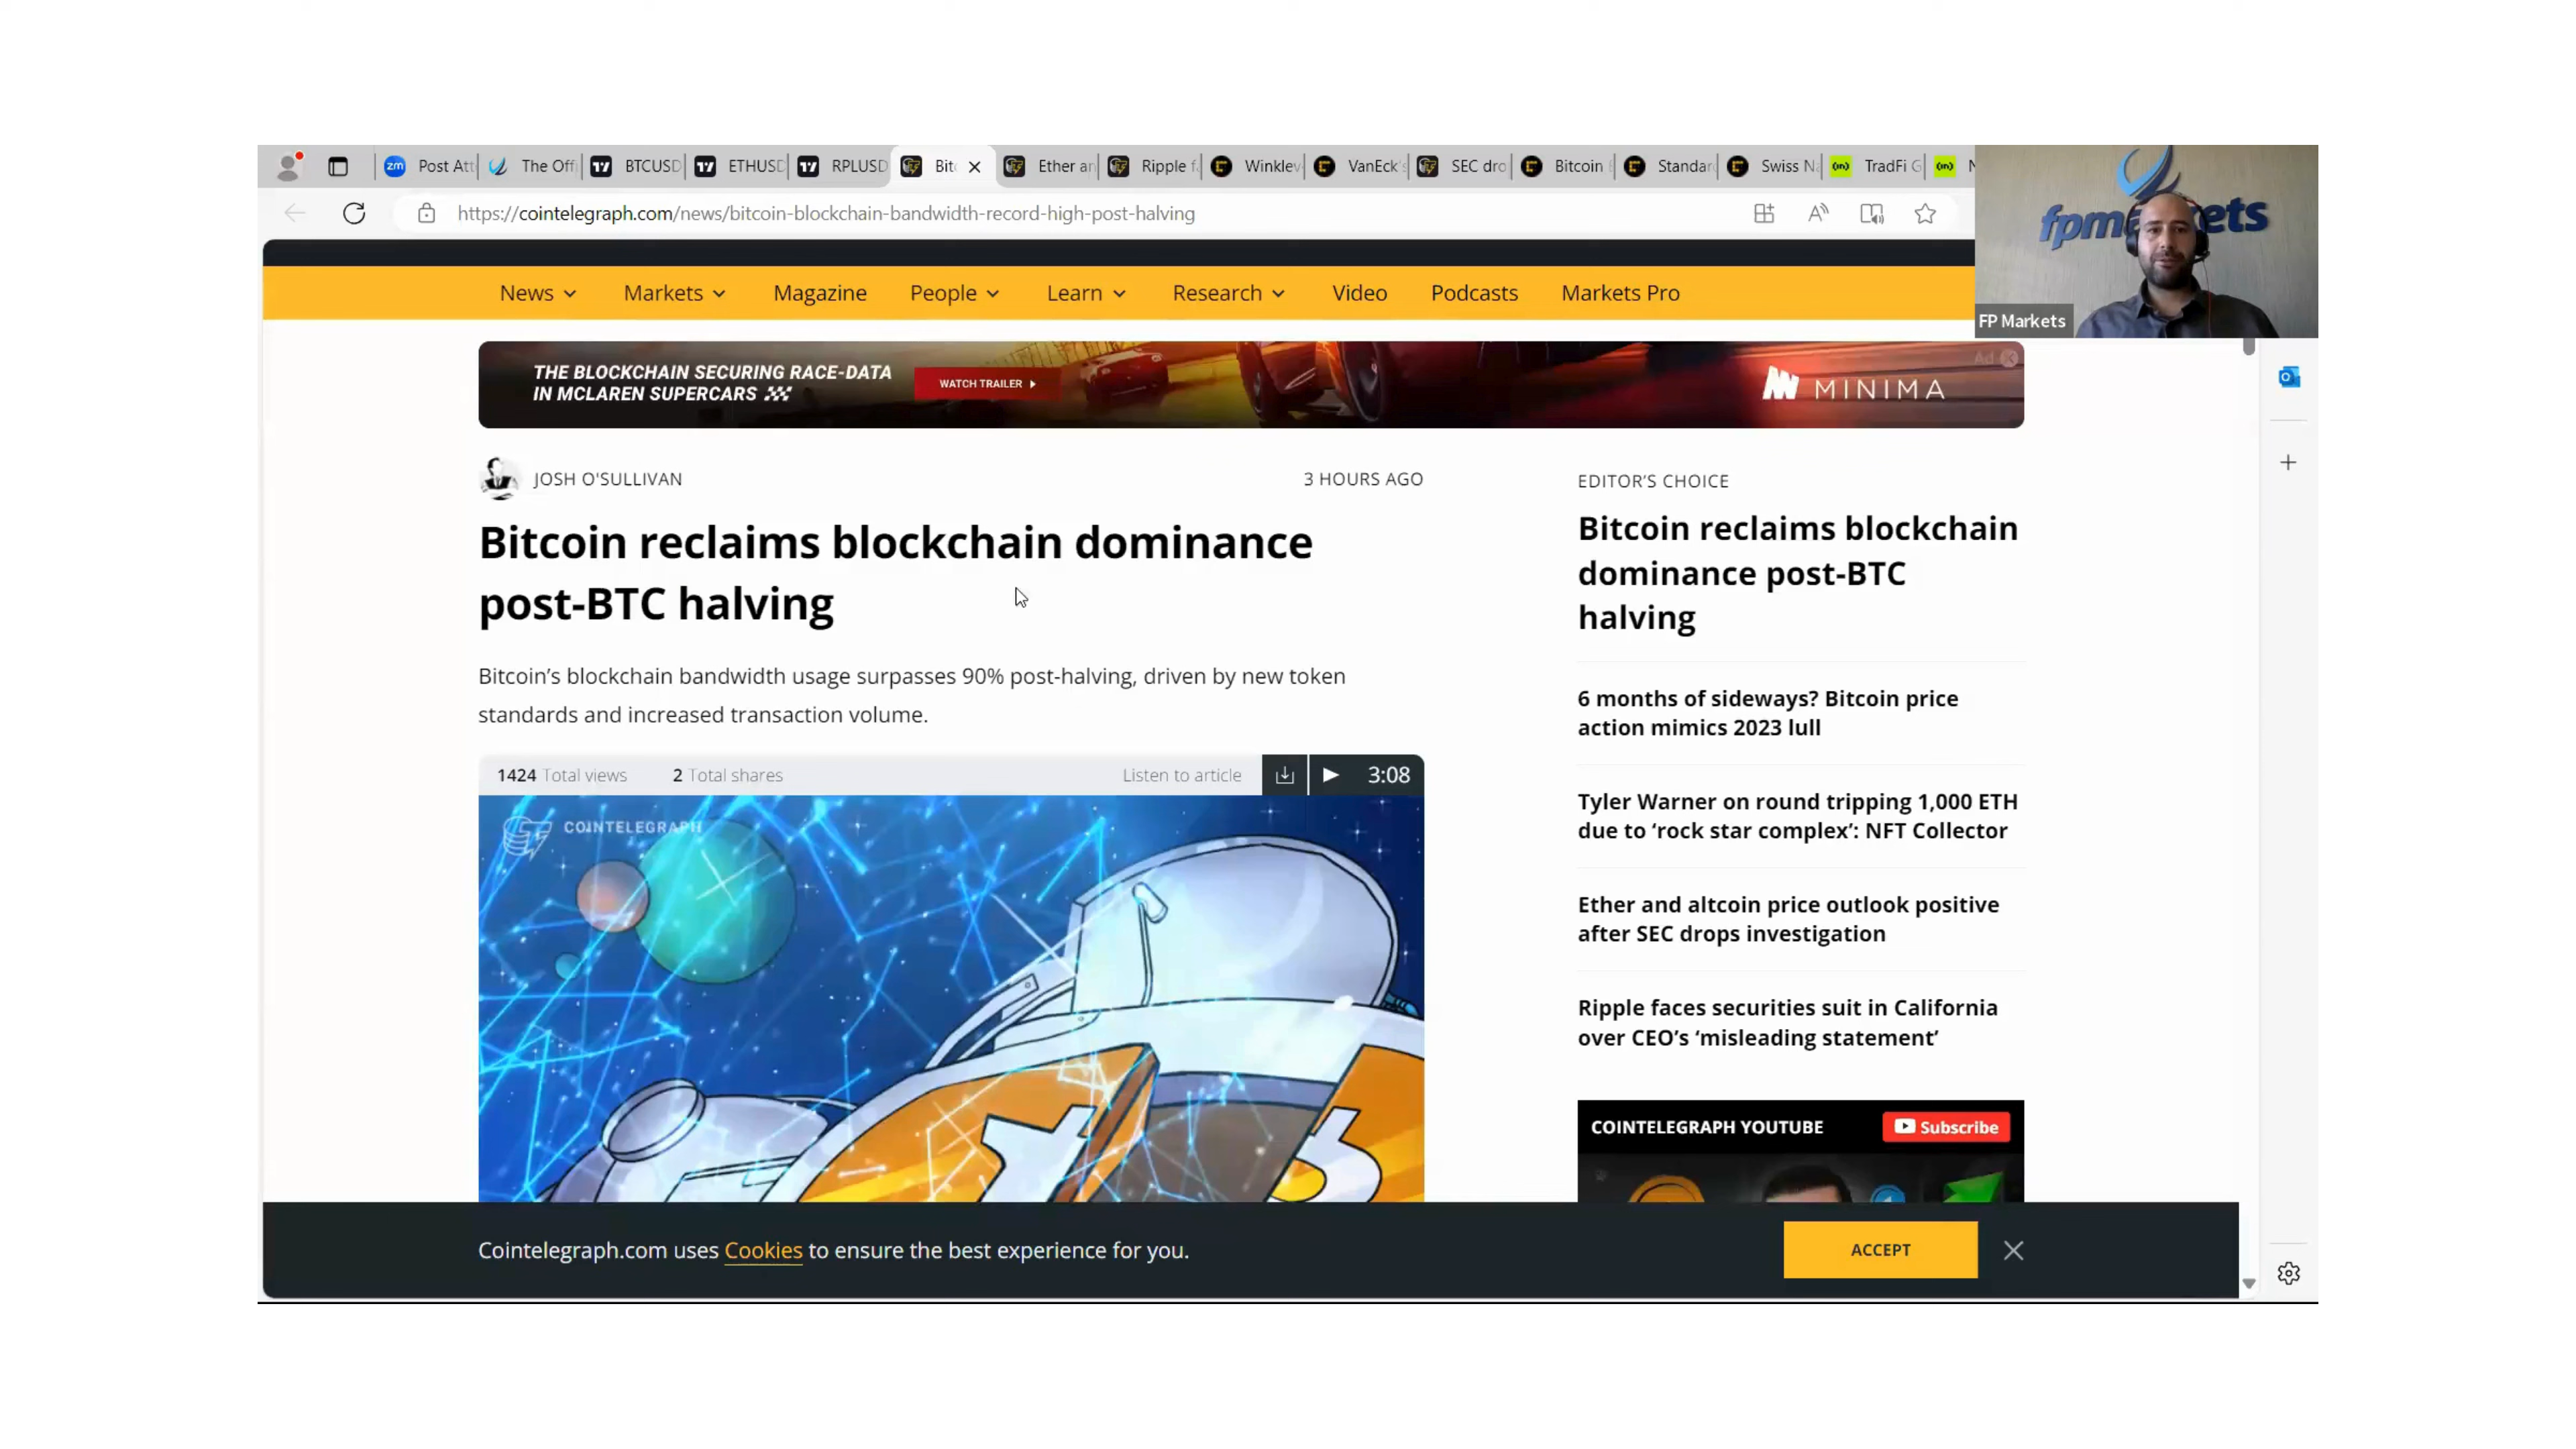 Post Att
The Offi
BTCUSD
ETHUSD
RPLUSD
Bitc
Ether an
Ripple f
Winklev
VanEck's
SEC dro
Bitcoin
Standar
Swiss Na
TradFi G
N
https://cointelegraph.com/news/bitcoin-blockchain-bandwidth-record-high-post-halving
fpmarkets
FP Markets
News
Markets
Magazine
People
Learn
Research
Video
Podcasts
Markets Pro
THE BLOCKCHAIN SECURING RACE-DATA
IN MCLAREN SUPERCARS
WATCH TRAILER
MINIMA
Ad
JOSH O'SULLIVAN
3 HOURS AGO
Bitcoin reclaims blockchain dominance
post-BTC halving
Bitcoin’s blockchain bandwidth usage surpasses 90% post-halving, driven by new token
standards and increased transaction volume.
1424 Total views
2 Total shares
Listen to article
3:08
COINTELEGRAPH
EDITOR’S CHOICE
Bitcoin reclaims blockchain
dominance post-BTC
halving
6 months of sideways? Bitcoin price
action mimics 2023 lull
Tyler Warner on round tripping 1,000 ETH
due to ‘rock star complex’: NFT Collector
Ether and altcoin price outlook positive
after SEC drops investigation
Ripple faces securities suit in California
over CEO’s ‘misleading statement’
COINTELEGRAPH YOUTUBE
Subscribe
Cointelegraph.com uses Cookies to ensure the best experience for you.
ACCEPT